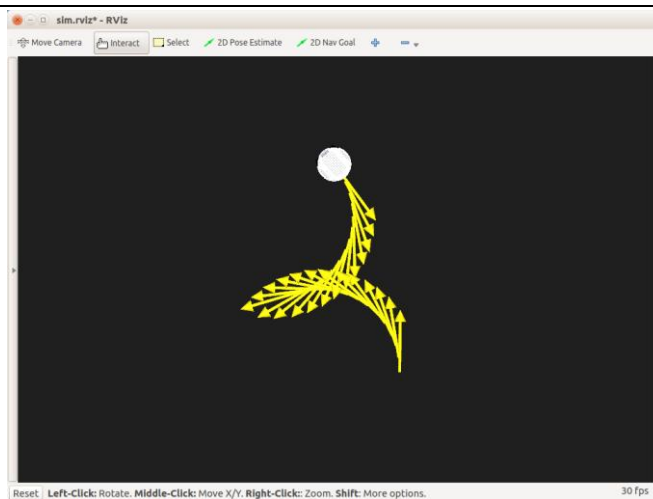 sim.rviz* - RViz
Move Camera Interact Select 2D Pose Estimate 2D Nav Goal
Reset Left-Click: Rotate. Middle-Click: Move X/Y. Right-Click:: Zoom. Shift: More options. 30 fps